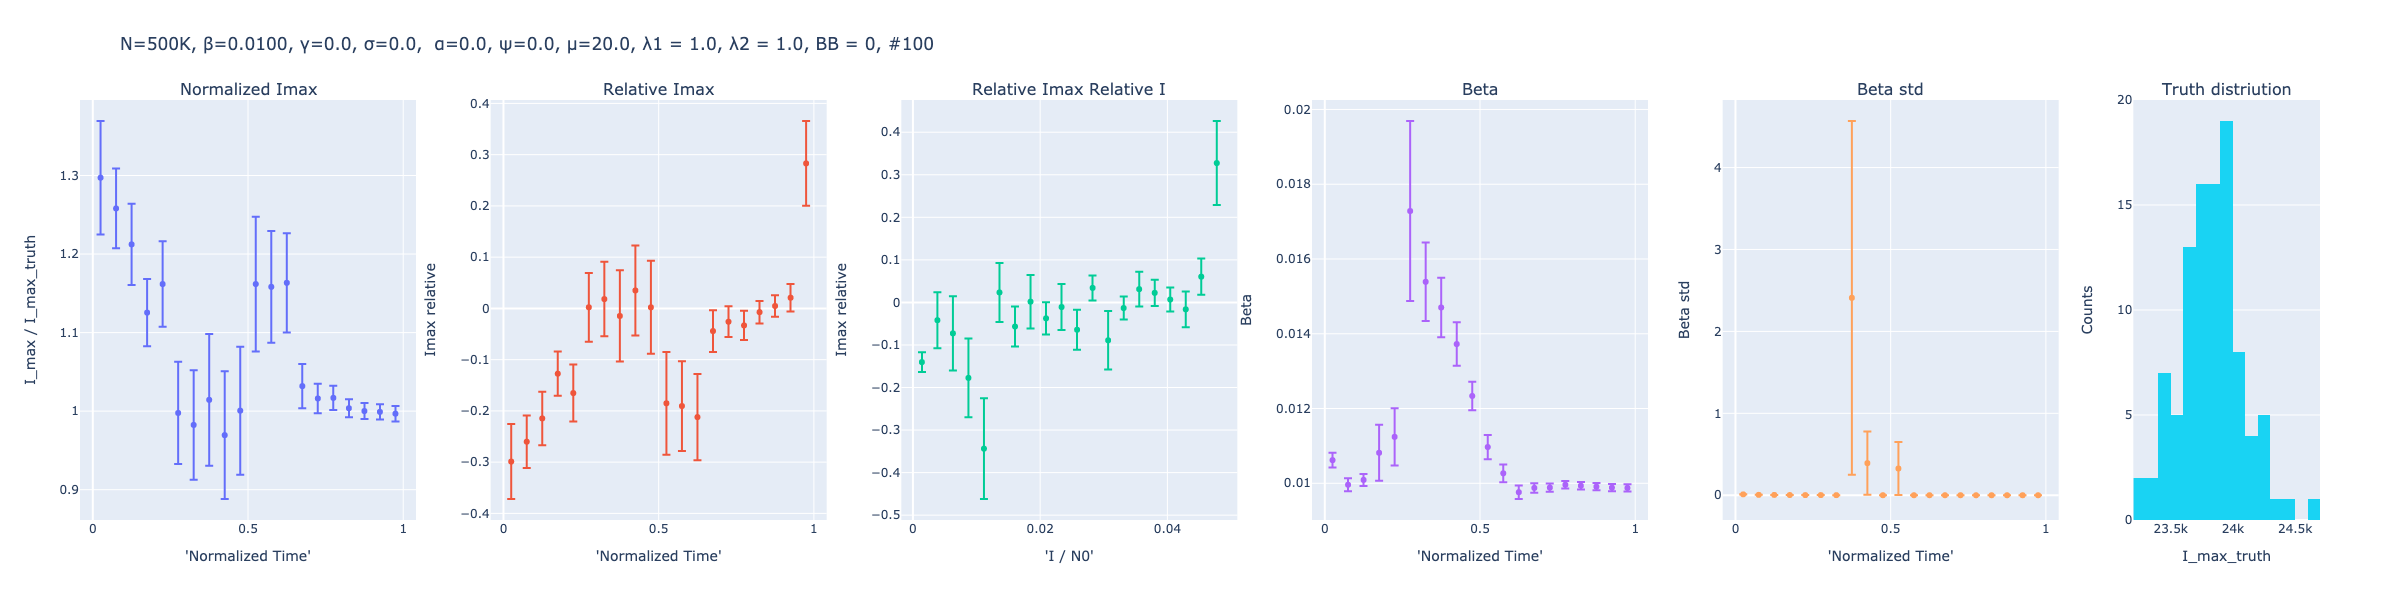 N=500K, β=0.0100, γ=0.0, σ=0.0, α=0.0, ψ=0.0, μ=20.0, λ1 = 1.0, λ2 = 1.0, BB = 0, #100
Normalized Imax
I_max / I_max_truth
1.3
1.2
1.1
1
0.9
0
0.5
1
'Normalized Time'
Relative Imax
Imax relative
0.4
0.3
0.2
0.1
0
−0.1
−0.2
−0.3
−0.4
0
0.5
1
'Normalized Time'
Relative Imax Relative I
Imax relative
0.4
0.3
0.2
0.1
0
−0.1
−0.2
−0.3
−0.4
−0.5
0
0.02
0.04
'I / N0'
Beta
Beta
0.02
0.018
0.016
0.014
0.012
0.01
0
0.5
1
'Normalized Time'
Beta std
Beta std
4
3
2
1
0
0
0.5
1
'Normalized Time'
Truth distriution
Counts
20
15
10
5
0
23.5k
24k
24.5k
I_max_truth